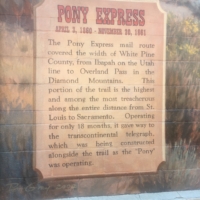 PONY EXPRESS
APRIL 3, 1860 - NOVEMBER 20, 1861
The Pony Express mail route
covered the width of White Pine
County, from Ibapah on the Utah
line to Overland Pass in the
Diamond Mountains. This
portion of the trail is the highest
and among the most treacherous
along the entire distance from St.
Louis to Sacramento. Operating
for only 18 months, it gave way to
the transcontinental telegraph,
which was being constructed
alongside the trail as the "Pony"
was operating.